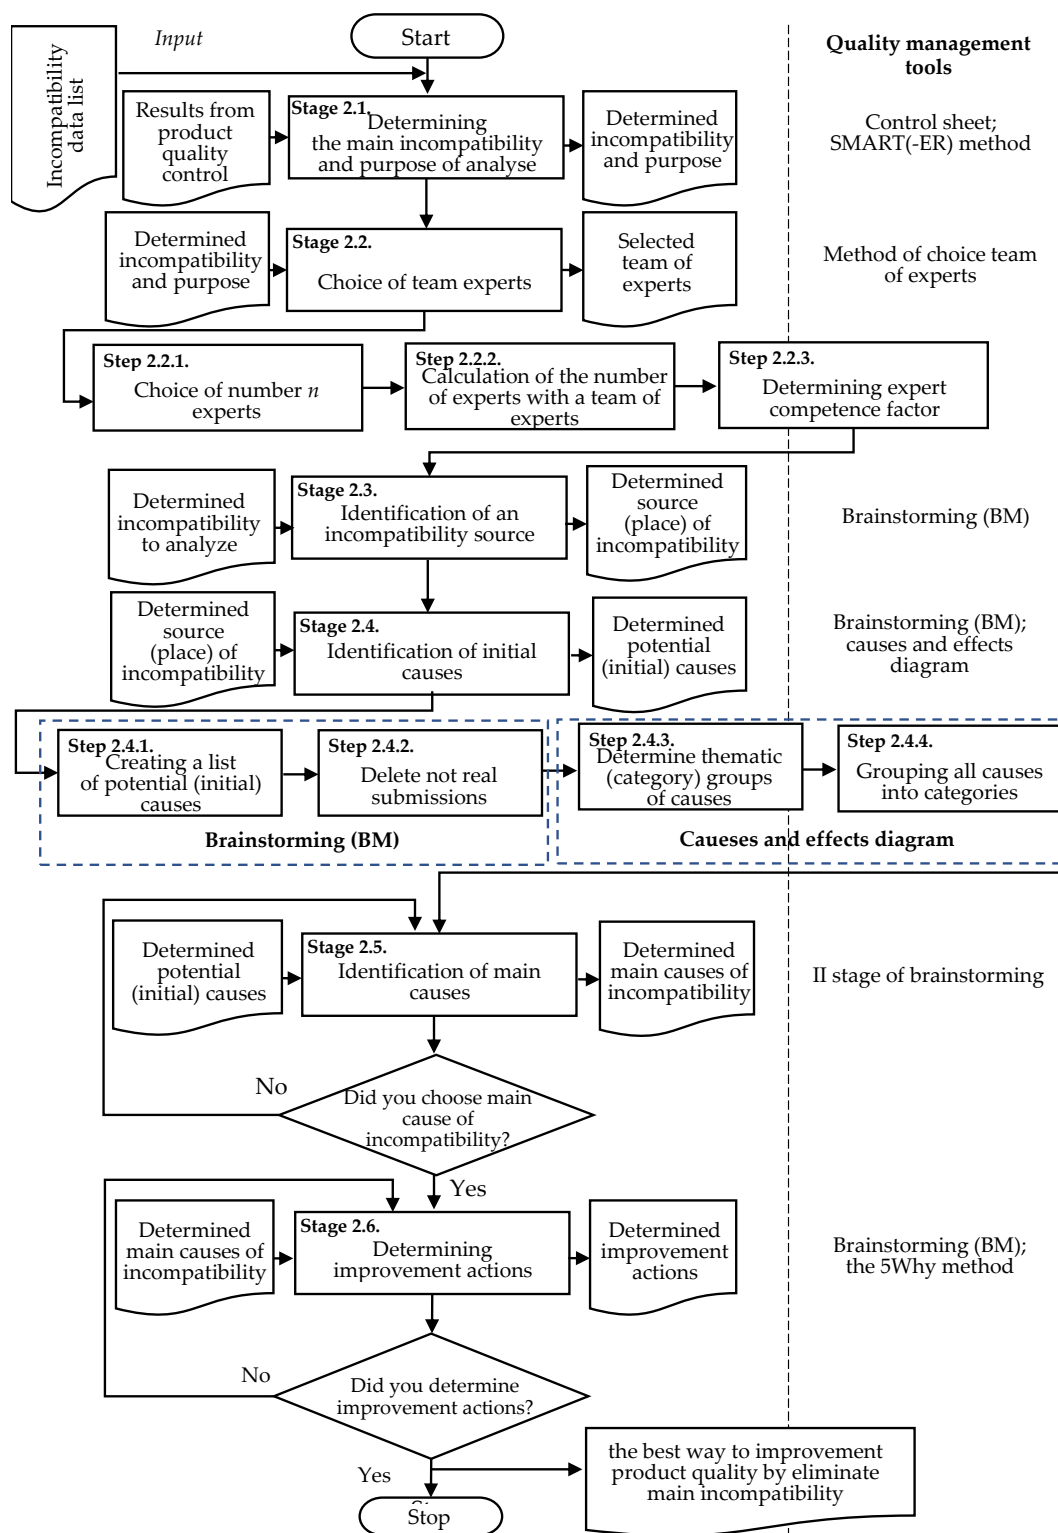 Input
Start
Quality management
tools
Incompatibility
data list
Results from
product
quality
control
Stage 2.1.
Determining
the main incompatibility
and purpose of analyse
Determined
incompatibility
and purpose
Control sheet;
SMART(-ER) method
Determined
incompatibility
and purpose
Stage 2.2.
Choice of team experts
Selected
team of
experts
Method of choice team
of experts
Step 2.2.1.
Choice of number n
experts
Step 2.2.2.
Calculation of the number
of experts with a team of
experts
Step 2.2.3.
Determining expert
competence factor
Determined
incompatibility
to analyze
Stage 2.3.
Identification of an
incompatibility source
Determined
source
(place) of
incompatibility
Brainstorming (BM)
Determined
source
(place) of
incompatibility
Stage 2.4.
Identification of initial
causes
Determined
potential
(initial) causes
Brainstorming (BM);
causes and effects
diagram
Step 2.4.1.
Creating a list
of potential (initial)
causes
Step 2.4.2.
Delete not real
submissions
Step 2.4.3.
Determine thematic
(category) groups
of causes
Step 2.4.4.
Grouping all causes
into categories
Brainstorming (BM)
Caueses and effects diagram
Determined
potential
(initial) causes
Stage 2.5.
Identification of main
causes
Determined
main causes of
incompatibility
II stage of brainstorming
No
Did you choose main
cause of
incompatibility?
Yes
Determined
main causes of
incompatibility
Stage 2.6.
Determining
improvement actions
Determined
improvement
actions
Brainstorming (BM);
the 5Why method
No
Did you determine
improvement actions?
Yes
the best way to improvement
product quality by eliminate
main incompatibility
Stop